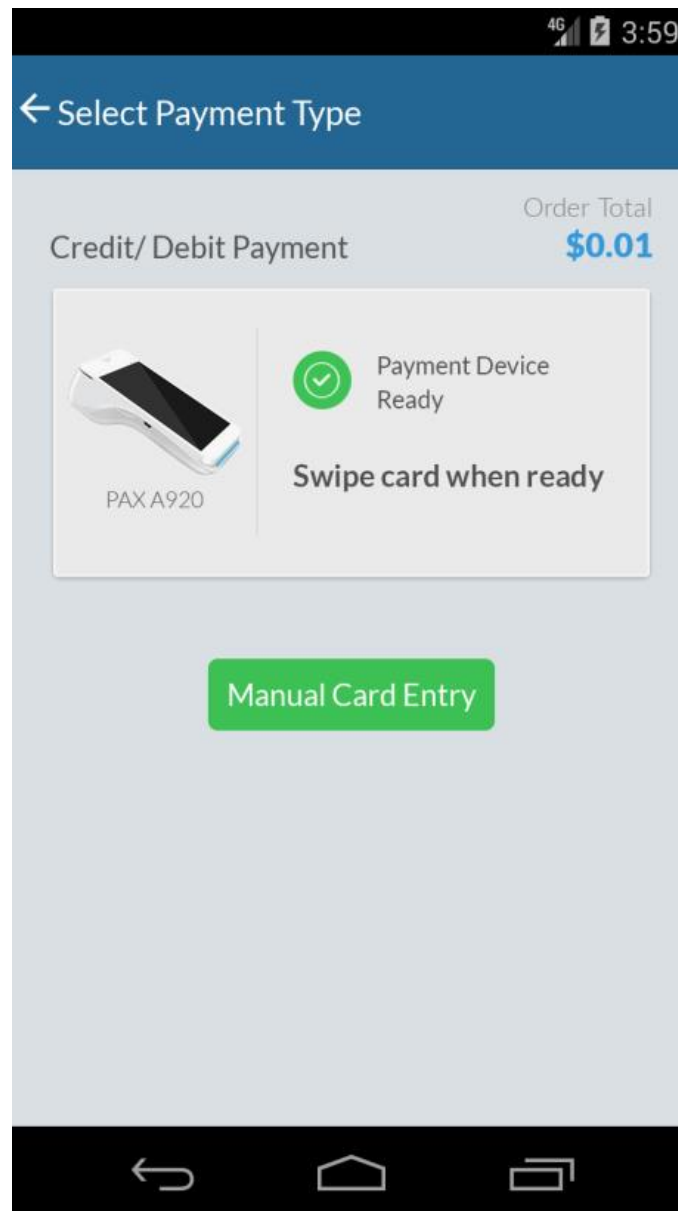 4G 3:59
Select Payment Type
Order Total
Credit/ Debit Payment
$0.01
Payment Device
Ready
Swipe card when ready
PAX A920
Manual Card Entry